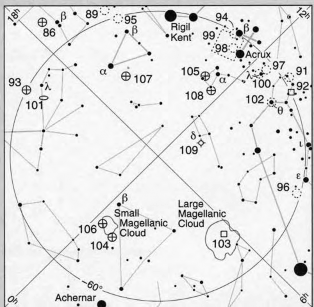 18h
86
β
89
95
Rigil
Kent
94
β
12h
99
98
Acrux
β
α
107
105
α
108
λ
97
100
91
92
102
θ
93
λ
101
δ
109
ι
ε
96
β
Small
Magellanic
Cloud
106
104
Large
Magellanic
Cloud
103
−60°
0h
Achernar
6h